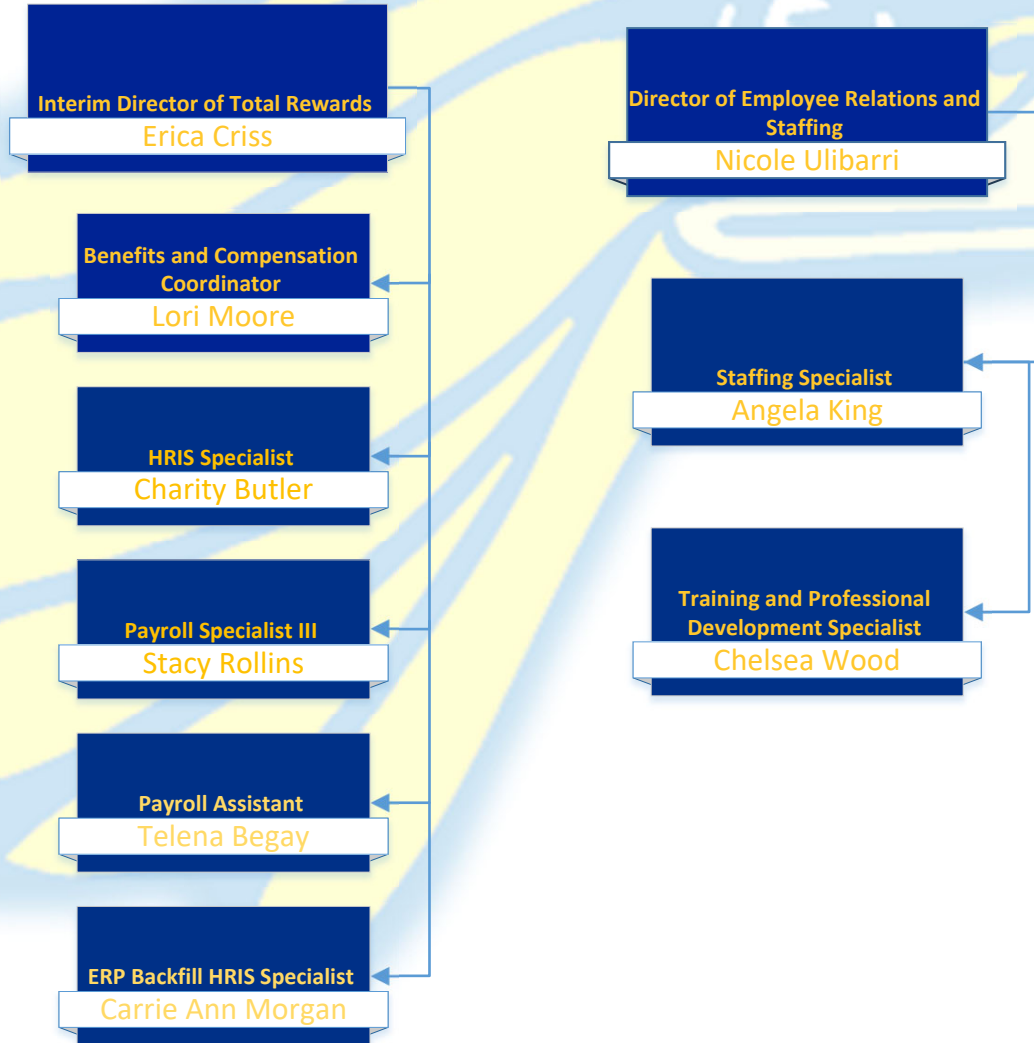 Interim Director of Total Rewards
Erica Criss
Benefits and Compensation
Coordinator
Lori Moore
HRIS Specialist
Charity Butler
Payroll Specialist III
Stacy Rollins
Payroll Assistant
Telena Begay
ERP Backfill HRIS Specialist
Carrie Ann Morgan
Director of Employee Relations and
Staffing
Nicole Ulibarri
Staffing Specialist
Angela King
Training and Professional
Development Specialist
Chelsea Wood